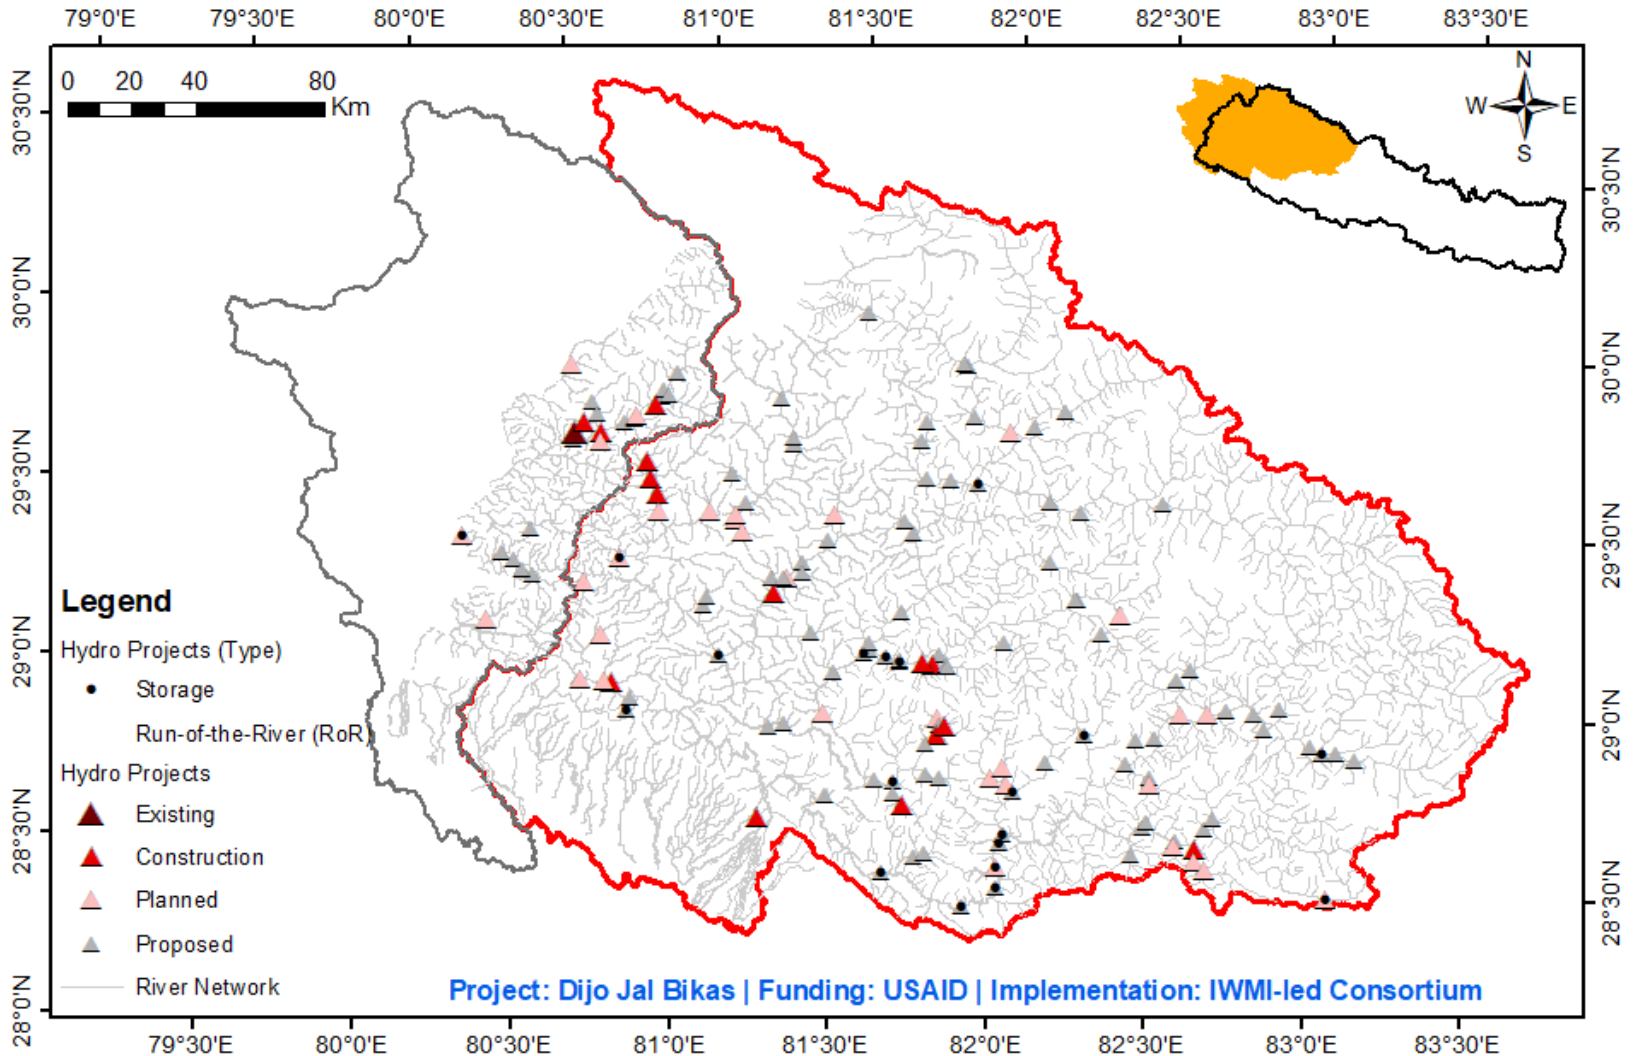 79°0'E 79°30'E 80°0'E 80°30'E 81°0'E 81°30'E 82°0'E 82°30'E 83°0'E 83°30'E
0 20 40 80
Km
N
W E
S
30°30'N
30°0'N
29°30'N
29°0'N
28°30'N
28°0'N
30°30'N
30°0'N
29°30'N
29°0'N
28°30'N
Legend
Hydro Projects (Type)
Storage
Run-of-the-River (RoR)
Hydro Projects
Existing
Construction
Planned
Proposed
River Network
Project: Dijo Jal Bikas | Funding: USAID | Implementation: IWMI-led Consortium
79°30'E 80°0'E 80°30'E 81°0'E 81°30'E 82°0'E 82°30'E 83°0'E 83°30'E